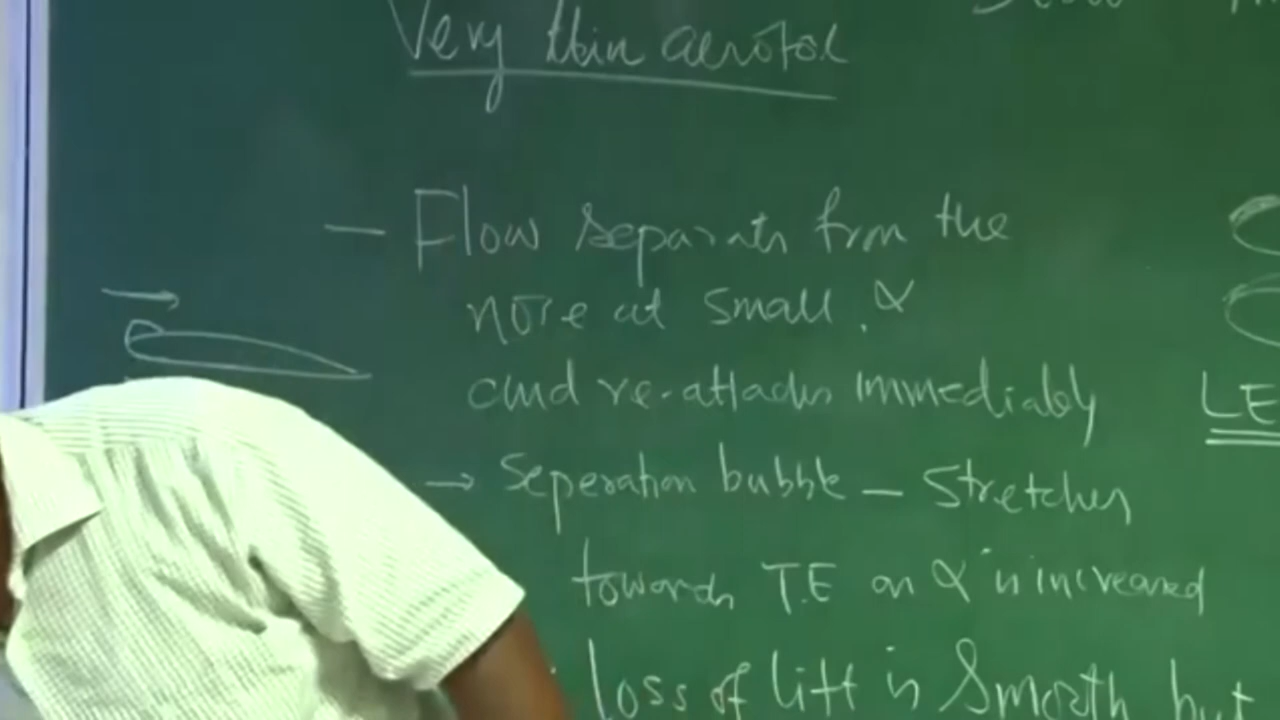 Very thin aerofoil
— Flow separates from the
nose at small α
and re-attaches immediately
→ Seperation bubble — Stretches
towards T.E as α is increased
loss of lift is smooth but
LE